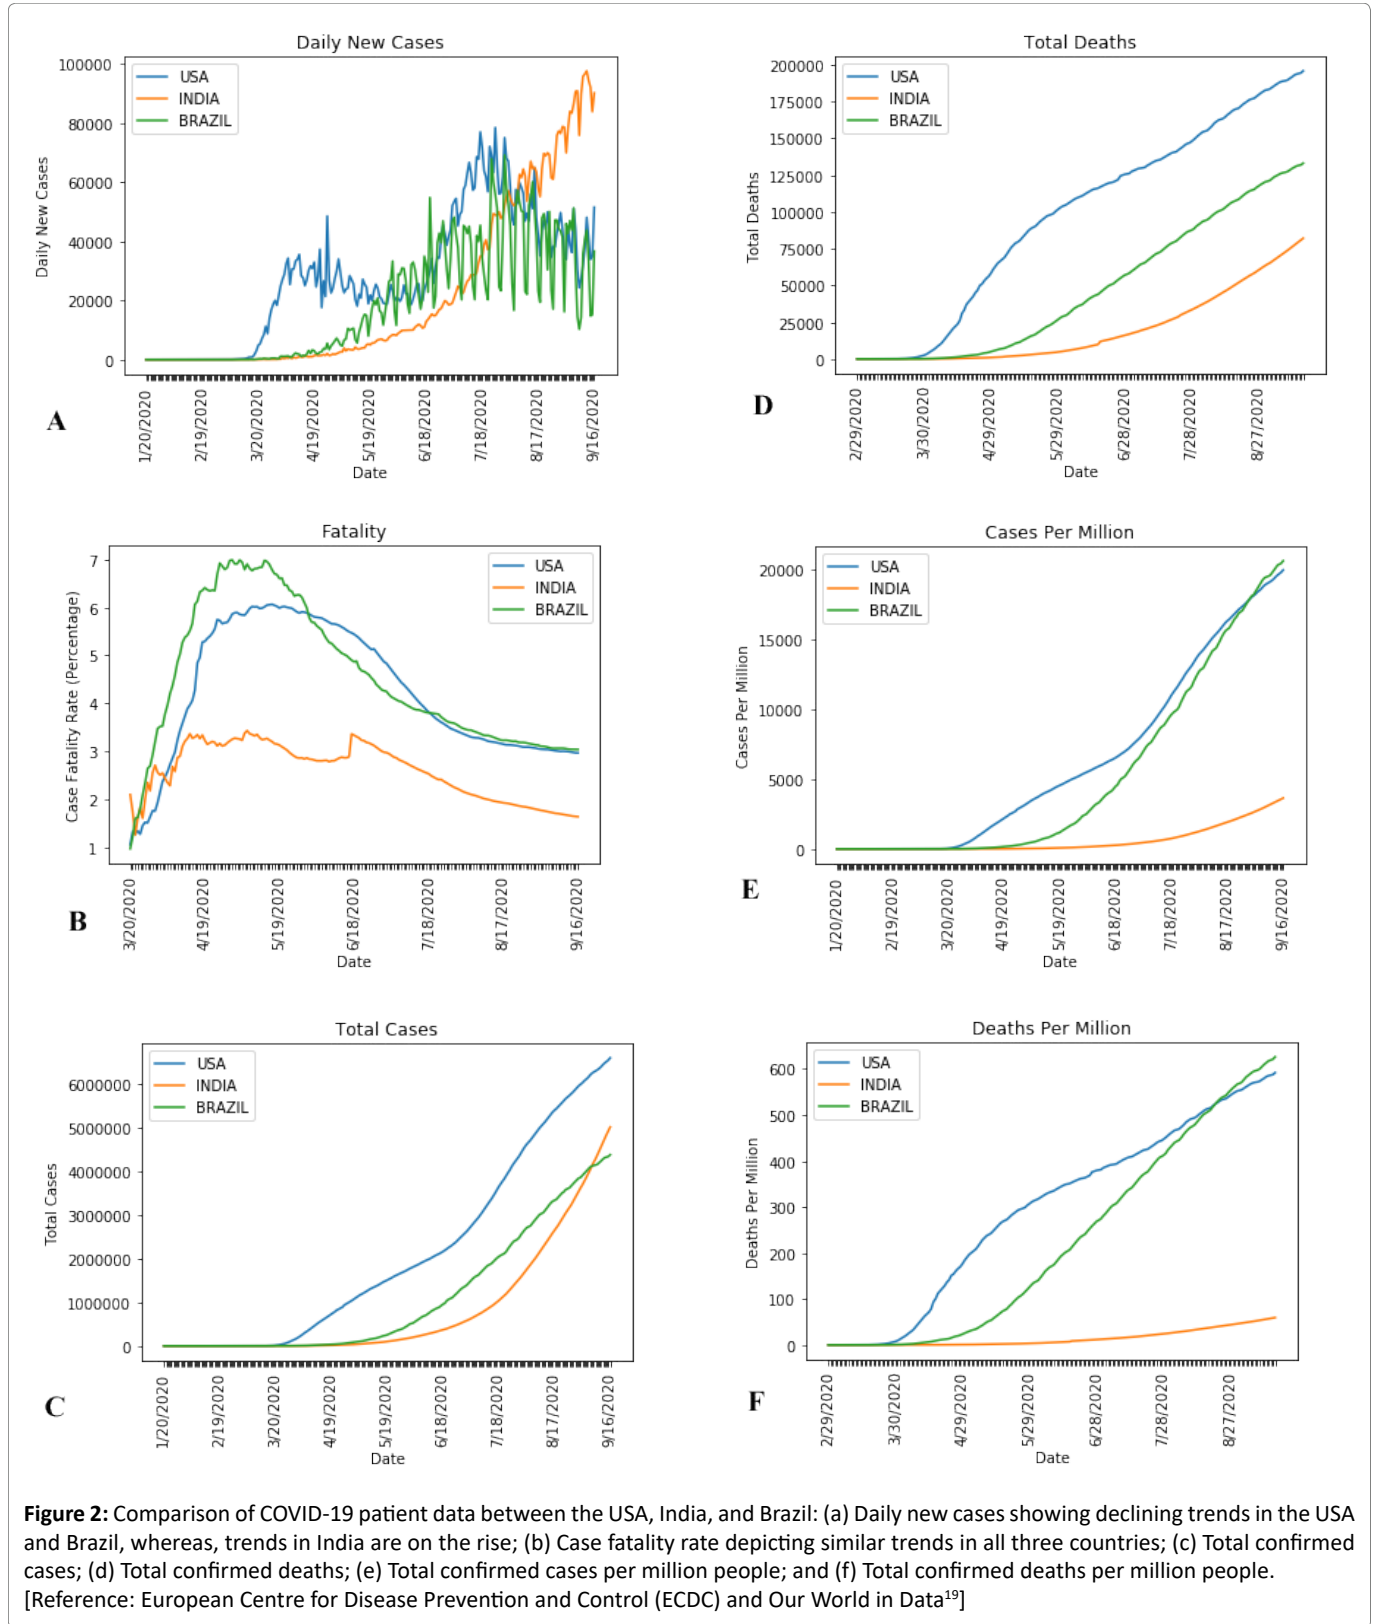 Daily New Cases
USA
INDIA
BRAZIL
100000
80000
60000
40000
20000
0
Daily New Cases
1/20/2020
2/19/2020
3/20/2020
4/19/2020
5/19/2020
6/18/2020
7/18/2020
8/17/2020
9/16/2020
Date
A
Total Deaths
USA
INDIA
BRAZIL
200000
175000
150000
125000
100000
75000
50000
25000
0
Total Deaths
2/29/2020
3/30/2020
4/29/2020
5/29/2020
6/28/2020
7/28/2020
8/27/2020
Date
D
Fatality
USA
INDIA
BRAZIL
7
6
5
4
3
2
1
Case Fatality Rate (Percentage)
3/20/2020
4/19/2020
5/19/2020
6/18/2020
7/18/2020
8/17/2020
9/16/2020
Date
B
Cases Per Million
USA
INDIA
BRAZIL
20000
15000
10000
5000
0
Cases Per Million
1/20/2020
2/19/2020
3/20/2020
4/19/2020
5/19/2020
6/18/2020
7/18/2020
8/17/2020
9/16/2020
Date
E
Total Cases
USA
INDIA
BRAZIL
6000000
5000000
4000000
3000000
2000000
1000000
0
Total Cases
1/20/2020
2/19/2020
3/20/2020
4/19/2020
5/19/2020
6/18/2020
7/18/2020
8/17/2020
9/16/2020
Date
C
Deaths Per Million
USA
INDIA
BRAZIL
600
500
400
300
200
100
0
Deaths Per Million
2/29/2020
3/30/2020
4/29/2020
5/29/2020
6/28/2020
7/28/2020
8/27/2020
Date
F
Figure 2: Comparison of COVID-19 patient data between the USA, India, and Brazil: (a) Daily new cases showing declining trends in the USA
and Brazil, whereas, trends in India are on the rise; (b) Case fatality rate depicting similar trends in all three countries; (c) Total confirmed
cases; (d) Total confirmed deaths; (e) Total confirmed cases per million people; and (f) Total confirmed deaths per million people.
[Reference: European Centre for Disease Prevention and Control (ECDC) and Our World in Data19]